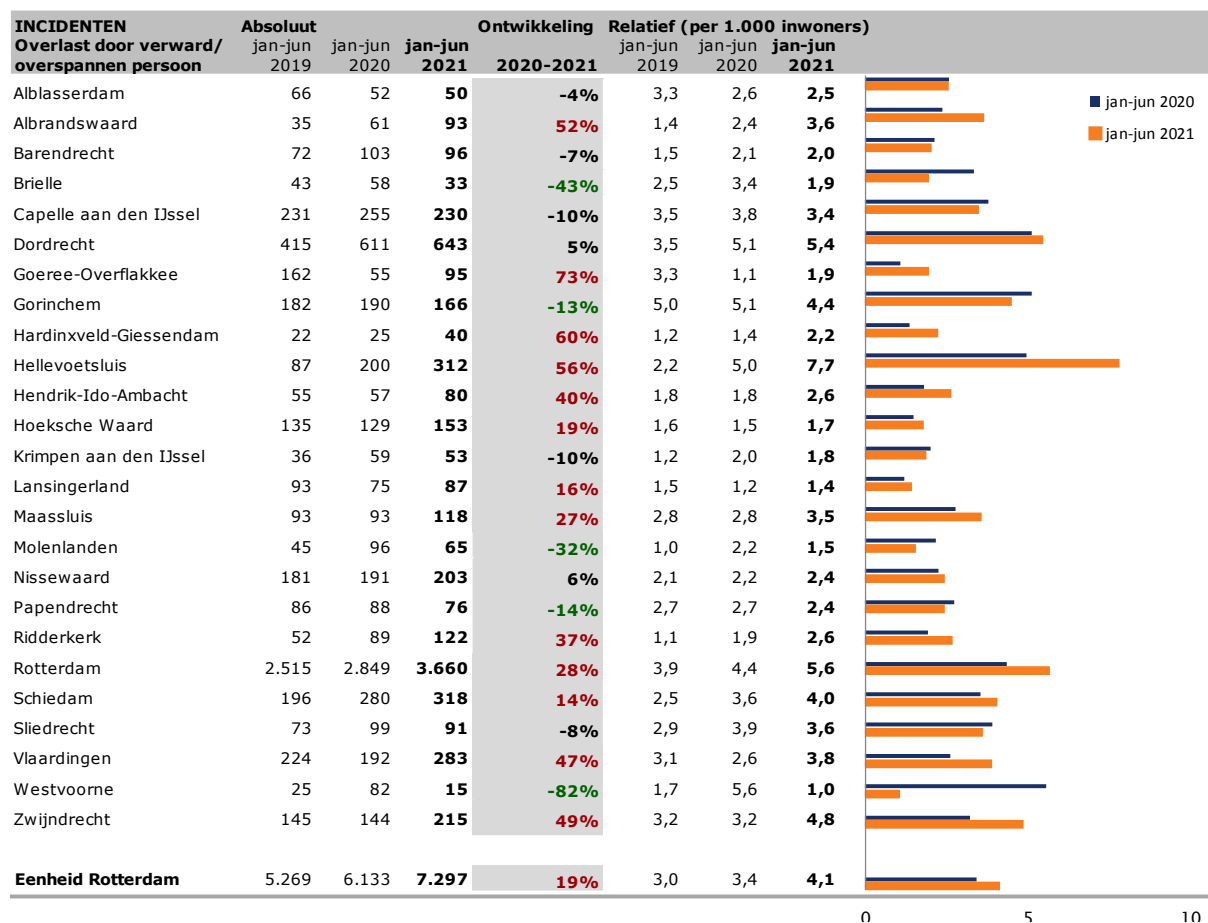 INCIDENTEN Absoluut Ontwikkeling Relatief (per 1.000 inwoners)
Overlast door verward/ jan-jun jan-jun jan-jun jan-jun jan-jun jan-jun
overspannen persoon 2019 2020 2021 2020-2021 2019 2020 2021
Alblasserdam 66 52 50 -4% 3,3 2,6 2,5
jan-jun 2020
Albrandswaard 35 61 93 52% 1,4 2,4 3,6
jan-jun 2021
Barendrecht 72 103 96 -7% 1,5 2,1 2,0
Brielle 43 58 33 -43% 2,5 3,4 1,9
Capelle aan den IJssel 231 255 230 -10% 3,5 3,8 3,4
Dordrecht 415 611 643 5% 3,5 5,1 5,4
Goeree-Overflakkee 162 55 95 73% 3,3 1,1 1,9
Gorinchem 182 190 166 -13% 5,0 5,1 4,4
Hardinxveld-Giessendam 22 25 40 60% 1,2 1,4 2,2
Hellevoetsluis 87 200 312 56% 2,2 5,0 7,7
Hendrik-Ido-Ambacht 55 57 80 40% 1,8 1,8 2,6
Hoeksche Waard 135 129 153 19% 1,6 1,5 1,7
Krimpen aan den IJssel 36 59 53 -10% 1,2 2,0 1,8
Lansingerland 93 75 87 16% 1,5 1,2 1,4
Maassluis 93 93 118 27% 2,8 2,8 3,5
Molenlanden 45 96 65 -32% 1,0 2,2 1,5
Nissewaard 181 191 203 6% 2,1 2,2 2,4
Papendrecht 86 88 76 -14% 2,7 2,7 2,4
Ridderkerk 52 89 122 37% 1,1 1,9 2,6
Rotterdam 2.515 2.849 3.660 28% 3,9 4,4 5,6
Schiedam 196 280 318 14% 2,5 3,6 4,0
Sliedrecht 73 99 91 -8% 2,9 3,9 3,6
Vlaardingen 224 192 283 47% 3,1 2,6 3,8
Westvoorne 25 82 15 -82% 1,7 5,6 1,0
Zwijndrecht 145 144 215 49% 3,2 3,2 4,8
Eenheid Rotterdam 5.269 6.133 7.297 19% 3,0 3,4 4,1
0 5 10